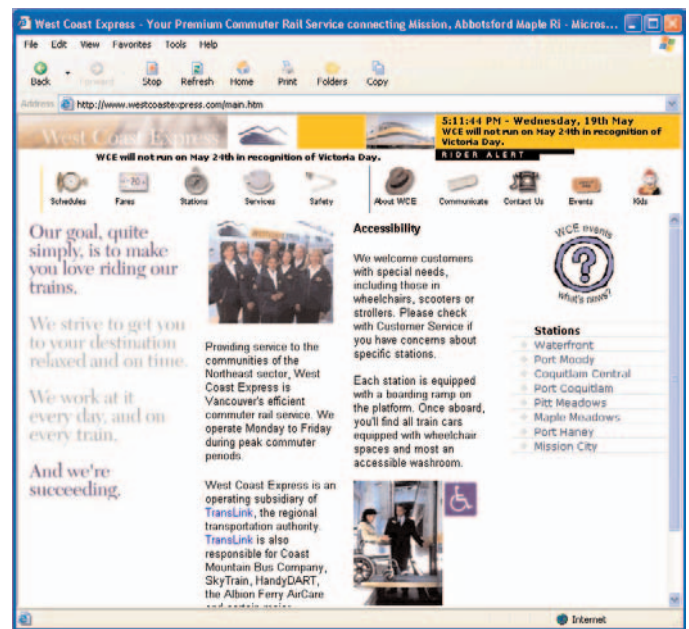 West Coast Express - Your Premium Commuter Rail Service connecting Mission, Abbotsford Maple Ri - Micros...
File Edit View Favorites Tools Help
Back Forward Stop Refresh Home Print Folders Copy
Address http://www.westcoastexpress.com/main.htm
West Coast Express
5:11:44 PM - Wednesday, 19th May
WCE will not run on May 24th in recognition of
Victoria Day.
RIDER ALERT
WCE will not run on May 24th in recognition of Victoria Day.
Schedules Fares Stations Services Safety About WCE Communicate Contact Us Events Kids
Our goal, quite
simply, is to make
you love riding our
trains.
We strive to get you
to your destination
relaxed and on time.
We work at it
every day, and on
every train.
And we're
succeeding.
Providing service to the
communities of the
Northeast sector, West
Coast Express is
Vancouver's efficient
commuter rail service. We
operate Monday to Friday
during peak commuter
periods.
West Coast Express is an
operating subsidiary of
TransLink, the regional
transportation authority.
TransLink is also
responsible for Coast
Mountain Bus Company,
SkyTrain, HandyDART,
the Albion Ferry AirCare
and certain major
Accessibility
We welcome customers
with special needs,
including those in
wheelchairs, scooters or
strollers. Please check
with Customer Service if
you have concerns about
specific stations.
Each station is equipped
with a boarding ramp on
the platform. Once aboard,
you'll find all train cars
equipped with wheelchair
spaces and most an
accessible washroom.
WCE events
what's news?
Stations
Waterfront
Port Moody
Coquitlam Central
Port Coquitlam
Pitt Meadows
Maple Meadows
Port Haney
Mission City
Internet